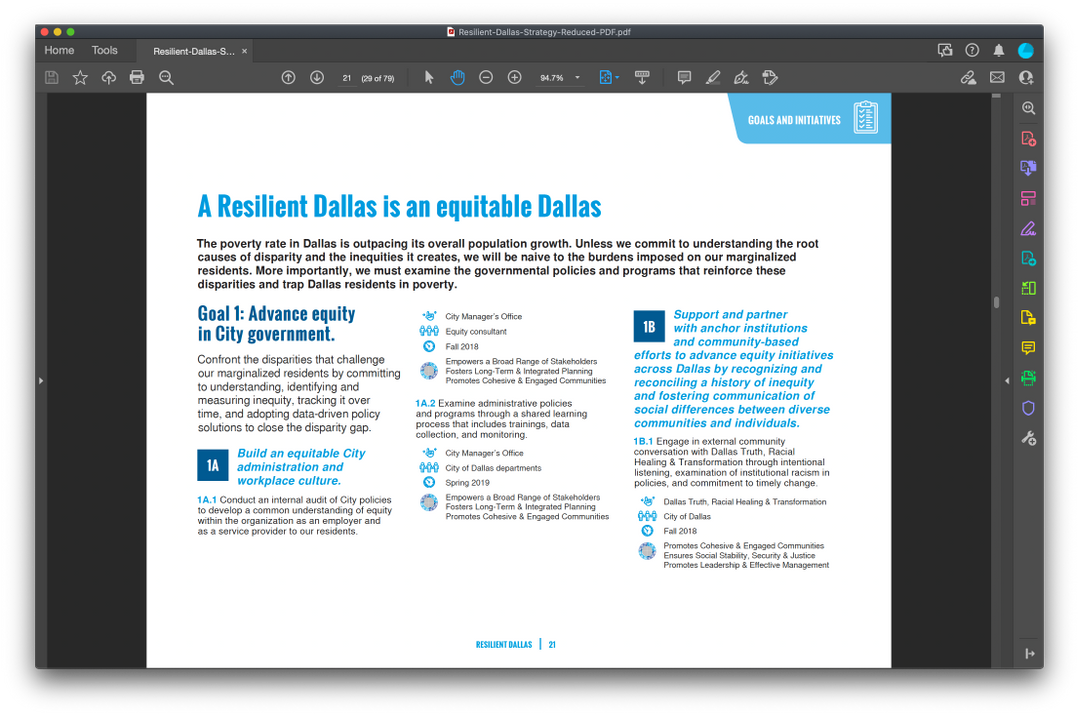 Resilient-Dallas-Strategy-Reduced-PDF.pdf
Home
Tools
Resilient-Dallas-S... ×
21
(29 of 79)
94.7%
GOALS AND INITIATIVES
A Resilient Dallas is an equitable Dallas
The poverty rate in Dallas is outpacing its overall population growth. Unless we commit to understanding the root
causes of disparity and the inequities it creates, we will be naive to the burdens imposed on our marginalized
residents. More importantly, we must examine the governmental policies and programs that reinforce these
disparities and trap Dallas residents in poverty.
Goal 1: Advance equity
in City government.
Confront the disparities that challenge
our marginalized residents by committing
to understanding, identifying and
measuring inequity, tracking it over
time, and adopting data-driven policy
solutions to close the disparity gap.
1A
Build an equitable City
administration and
workplace culture.
1A.1 Conduct an internal audit of City policies
to develop a common understanding of equity
within the organization as an employer and
as a service provider to our residents.
City Manager's Office
Equity consultant
Fall 2018
Empowers a Broad Range of Stakeholders
Fosters Long-Term & Integrated Planning
Promotes Cohesive & Engaged Communities
1A.2 Examine administrative policies
and programs through a shared learning
process that includes trainings, data
collection, and monitoring.
City Manager's Office
City of Dallas departments
Spring 2019
Empowers a Broad Range of Stakeholders
Fosters Long-Term & Integrated Planning
Promotes Cohesive & Engaged Communities
1B
Support and partner
with anchor institutions
and community-based
efforts to advance equity initiatives
across Dallas by recognizing and
reconciling a history of inequity
and fostering communication of
social differences between diverse
communities and individuals.
1B.1 Engage in external community
conversation with Dallas Truth, Racial
Healing & Transformation through intentional
listening, examination of institutional racism in
policies, and commitment to timely change.
Dallas Truth, Racial Healing & Transformation
City of Dallas
Fall 2018
Promotes Cohesive & Engaged Communities
Ensures Social Stability, Security & Justice
Promotes Leadership & Effective Management
RESILIENT DALLAS | 21